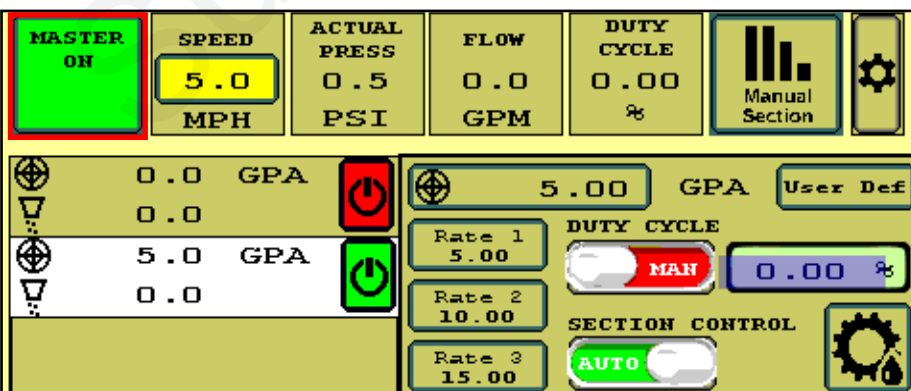 MASTER
ON
SPEED
5.0
MPH
ACTUAL
PRESS
0.5
PSI
FLOW
0.0
GPM
DUTY
CYCLE
0.00
%
Manual
Section
0.0 GPA
0.0
5.0 GPA
0.0
5.00 GPA
User Def
Rate 1
5.00
Rate 2
10.00
Rate 3
15.00
DUTY CYCLE
MAN
0.00 %
SECTION CONTROL
AUTO